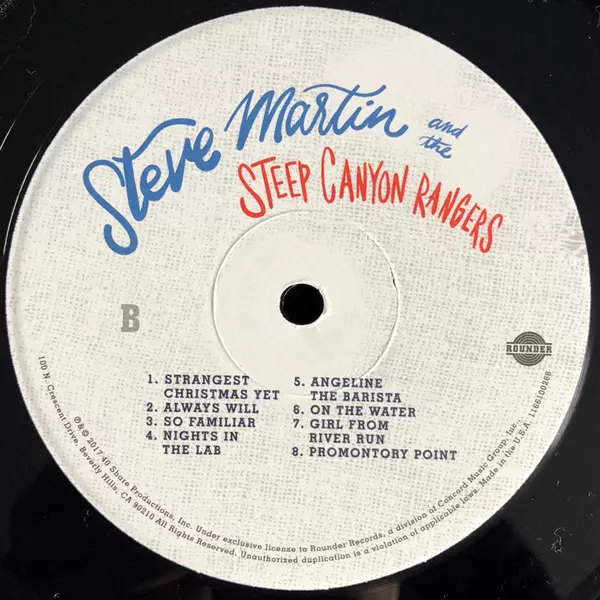 Steve Martin and the
STEEP CANYON RANGERS
B
ROUNDER
1. STRANGEST
CHRISTMAS YET
2. ALWAYS WILL
3. SO FAMILIAR
4. NIGHTS IN
THE LAB
5. ANGELINE
THE BARISTA
6. ON THE WATER
7. GIRL FROM
RIVER RUN
8. PROMONTORY POINT
℗&© 2017 40 Share Productions, Inc. Under exclusive license to Rounder Records, a division of Concord Music Group, Inc.,
100 N. Crescent Drive, Beverly Hills, CA 90210 All Rights Reserved. Unauthorized duplication is a violation of applicable laws. Made in the U.S.A. 1166100269